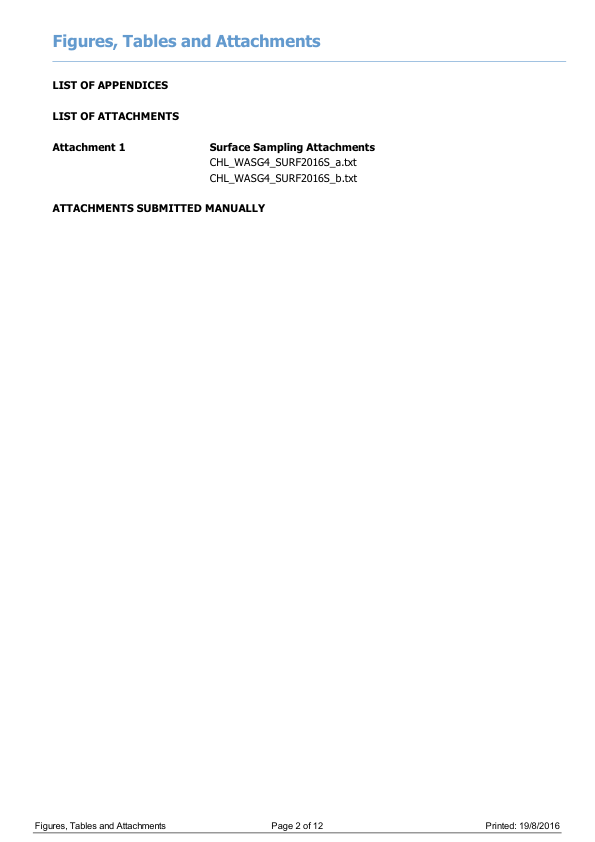 Figures, Tables and Attachments
LIST OF APPENDICES
LIST OF ATTACHMENTS
Attachment 1 Surface Sampling Attachments
CHL_WASG4_SURF2016S_a.txt
CHL_WASG4_SURF2016S_b.txt
ATTACHMENTS SUBMITTED MANUALLY
Figures, Tables and Attachments Page 2 of 12 Printed: 19/8/2016